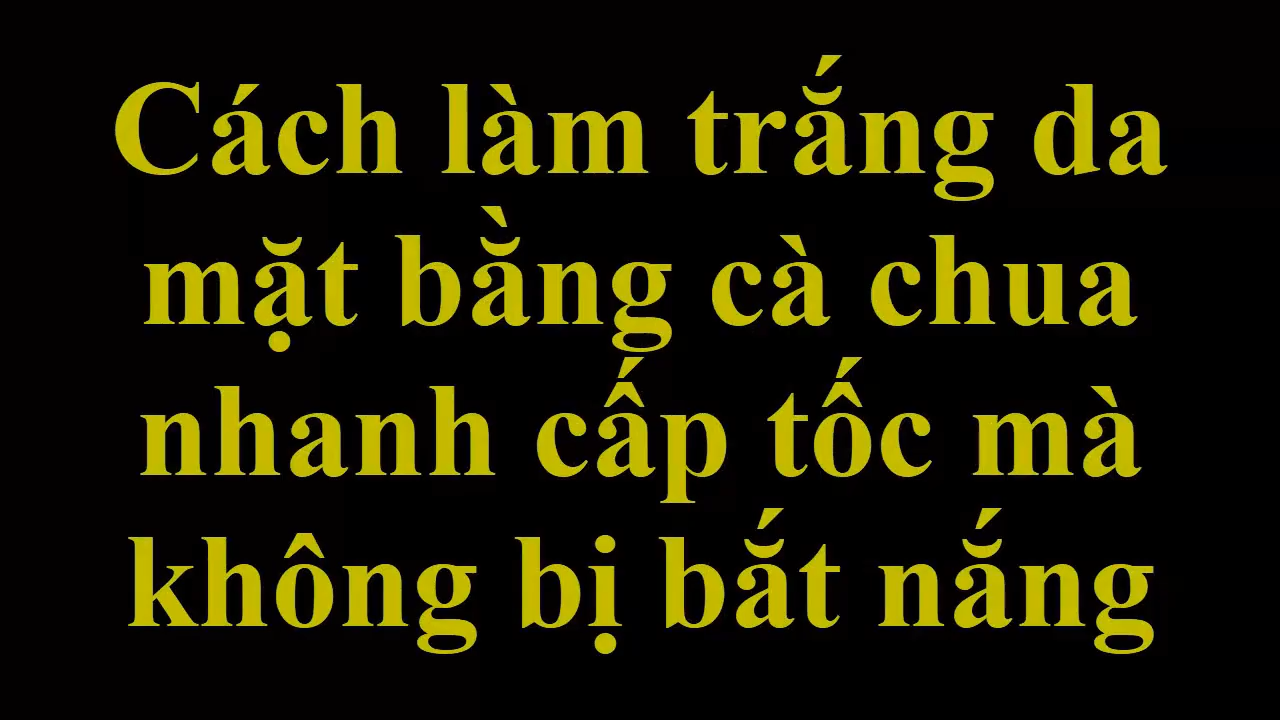 Cách làm trắng da
mặt bằng cà chua
nhanh cấp tốc mà
không bị bắt nắng